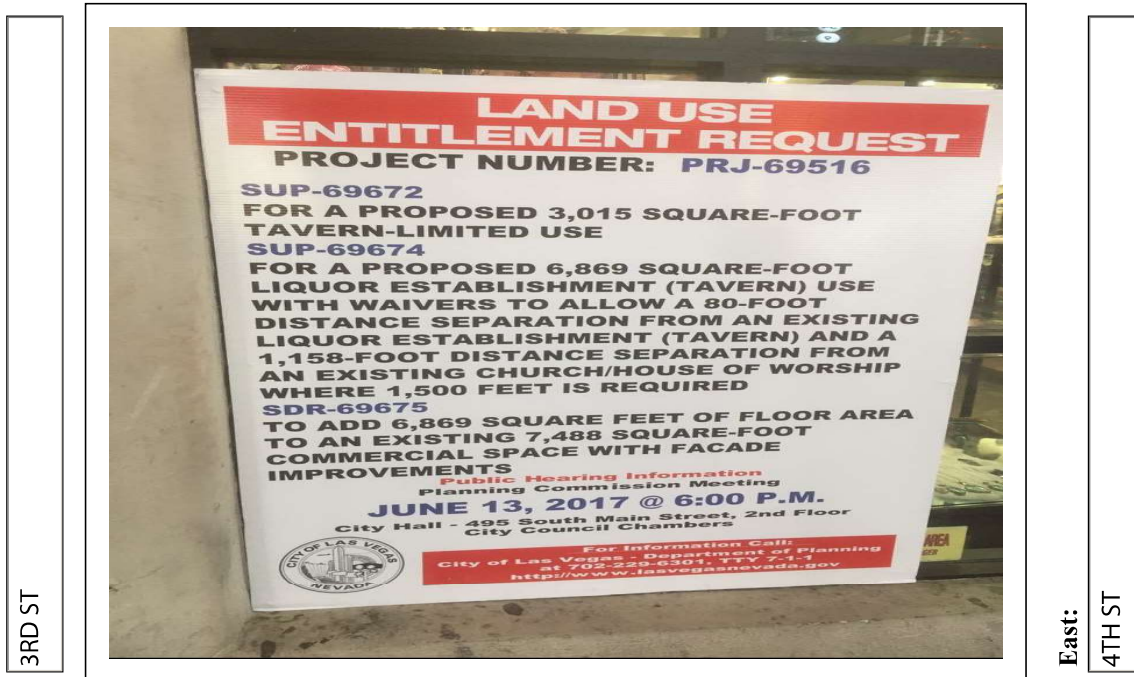 3RD ST
LAND USE
ENTITLEMENT REQUEST
PROJECT NUMBER: PRJ-69516
SUP-69672
FOR A PROPOSED 3,015 SQUARE-FOOT
TAVERN-LIMITED USE
SUP-69674
FOR A PROPOSED 6,869 SQUARE-FOOT
LIQUOR ESTABLISHMENT (TAVERN) USE
WITH WAIVERS TO ALLOW A 80-FOOT
DISTANCE SEPARATION FROM AN EXISTING
LIQUOR ESTABLISHMENT (TAVERN) AND A
1,158-FOOT DISTANCE SEPARATION FROM
AN EXISTING CHURCH/HOUSE OF WORSHIP
WHERE 1,500 FEET IS REQUIRED
SDR-69675
TO ADD 6,869 SQUARE FEET OF FLOOR AREA
TO AN EXISTING 7,488 SQUARE-FOOT
COMMERCIAL SPACE WITH FACADE
IMPROVEMENTS
Public Hearing Information
Planning Commission Meeting
JUNE 13, 2017 @ 6:00 P.M.
City Hall - 495 South Main Street, 2nd Floor
City Council Chambers
CITY OF LAS VEGAS
NEVADA
For Information Call:
City of Las Vegas - Department of Planning
at 702-229-6301, TTY 7-1-1
http://www.lasvegasnevada.gov
AREA
East:
4TH ST